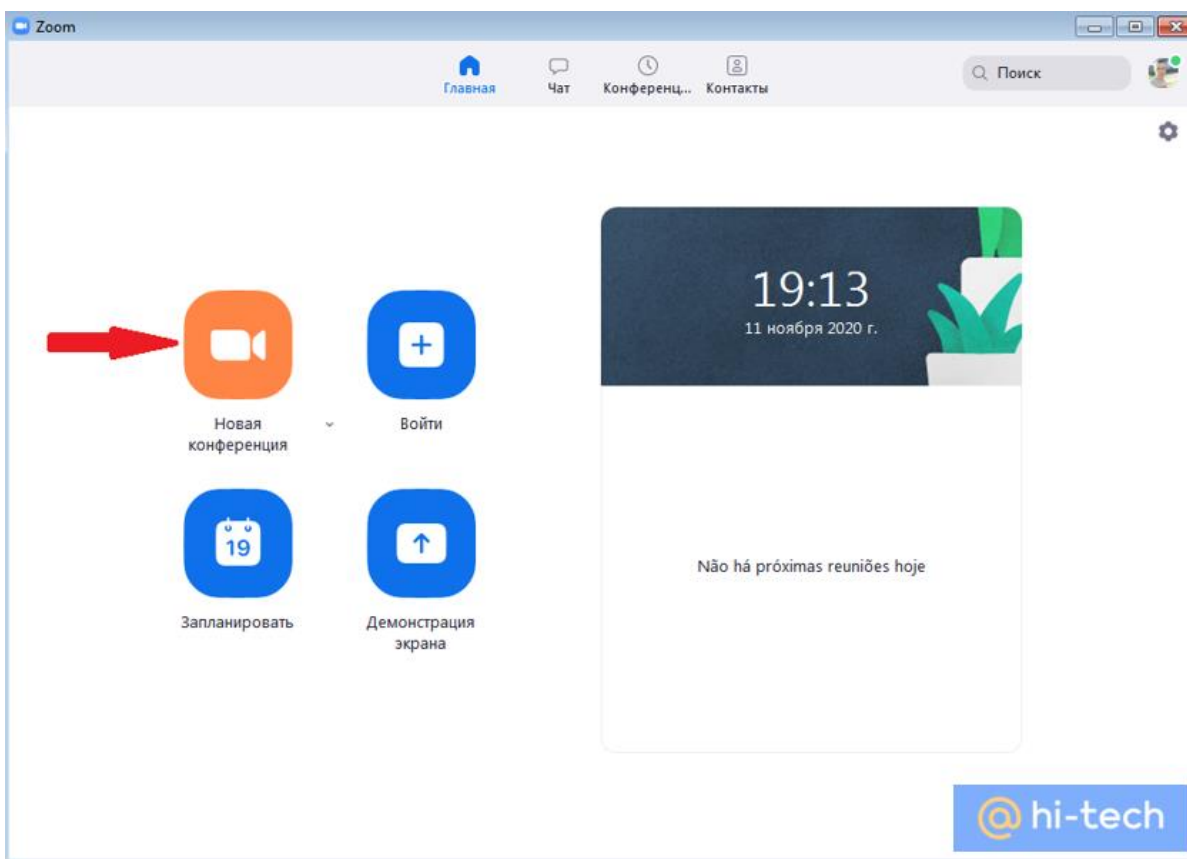 Zoom
Главная
Чат
Конференц...
Контакты
Поиск
19:13
11 ноября 2020 г.
Новая
конференция
Войти
19
Запланировать
Демонстрация
экрана
Não há próximas reuniões hoje
@ hi-tech